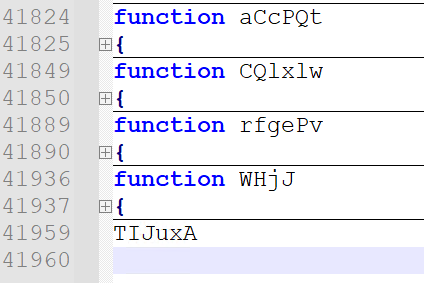 41824 function aCcPQt
41825 {
41849 function CQlxlw
41850 {
41889 function rfgePv
41890 {
41936 function WHjJ
41937 {
41959 TIJuxA
41960